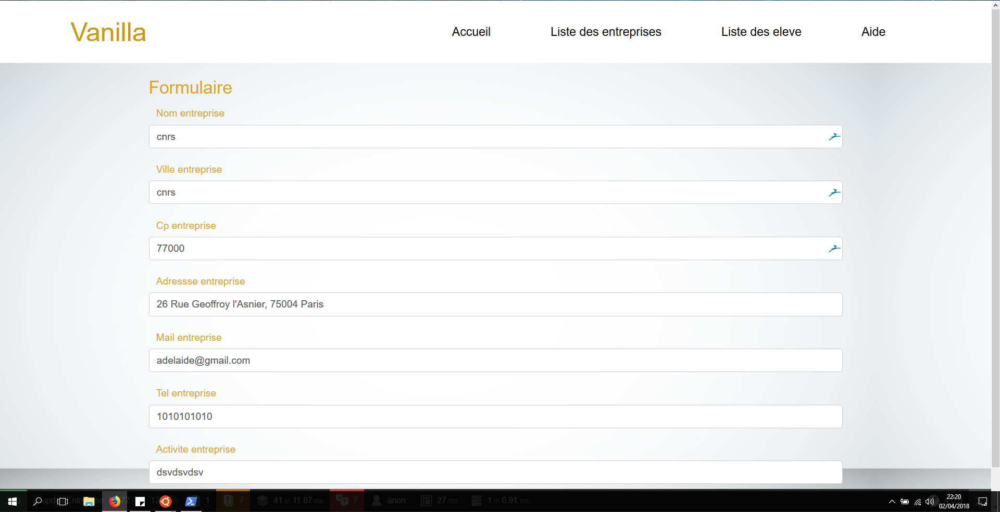 Vanilla
Accueil Liste des entreprises Liste des eleve Aide
Formulaire
Nom entreprise
cnrs
Ville entreprise
cnrs
Cp entreprise
77000
Adressse entreprise
26 Rue Geoffroy l'Asnier, 75004 Paris
Mail entreprise
adelaide@gmail.com
Tel entreprise
1010101010
Activite entreprise
dsvdsvdsv
1 7 41 in 11.87 ms 7 anon. 27 ms 1 in 0.91 ms
22:20
02/04/2018